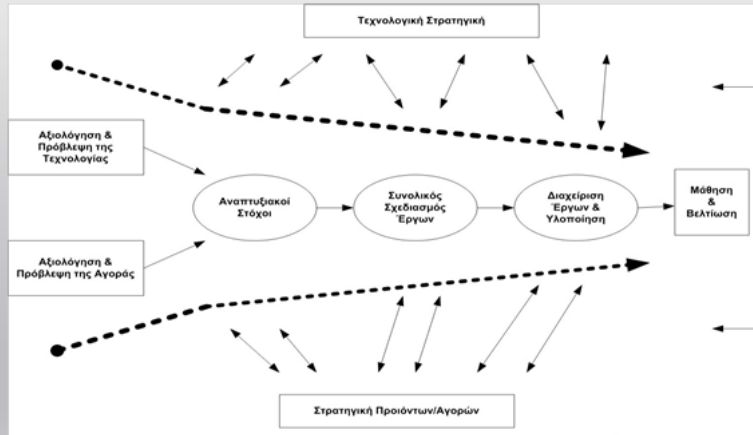 Τεχνολογική Στρατηγική
Αξιολόγηση &
Πρόβλεψη της
Τεχνολογίας
Αναπτυξιακοί
Στόχοι
Συνολικός
Σχεδιασμός
Έργων
Διαχείριση
Έργων &
Υλοποίηση
Μάθηση
&
Βελτίωση
Αξιολόγηση &
Πρόβλεψη της Αγοράς
Στρατηγική Προιόντων/Αγορών